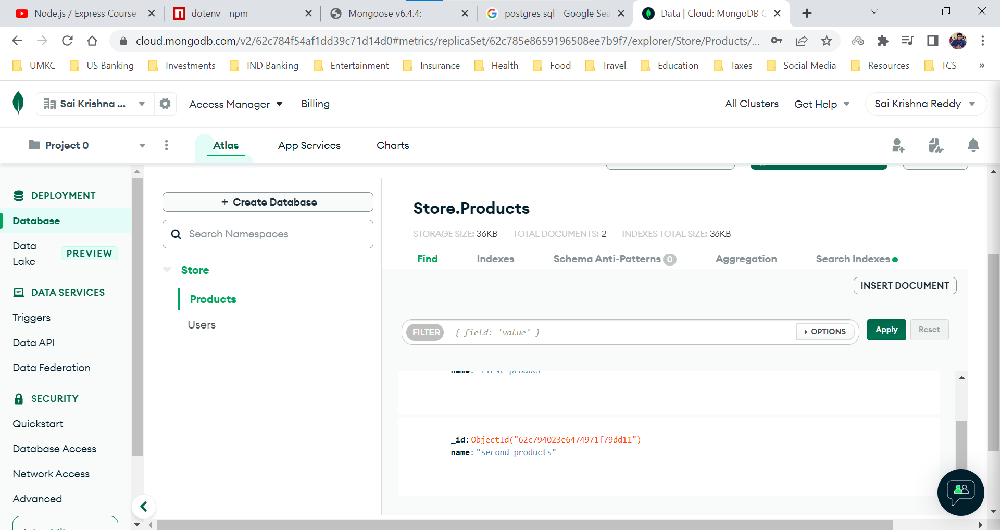 Node.js / Express Course
dotenv - npm
Mongoose v6.4.4:
postgres sql - Google Sea
Data | Cloud: MongoDB C
cloud.mongodb.com/v2/62c784f54af1dd39c71d14d0#metrics/replicaSet/62c785e8659196508ee7b9f7/explorer/Store/Products/...
UMKC
US Banking
Investments
IND Banking
Entertainment
Insurance
Health
Food
Travel
Education
Taxes
Social Media
Resources
TCS
»
Sai Krishna ...
Access Manager
Billing
All Clusters
Get Help
Sai Krishna Reddy
Project 0
Atlas
App Services
Charts
DEPLOYMENT
Database
Data Lake
PREVIEW
DATA SERVICES
Triggers
Data API
Data Federation
SECURITY
Quickstart
Database Access
Network Access
Advanced
+ Create Database
Search Namespaces
Store
Products
Users
Store.Products
STORAGE SIZE: 36KB TOTAL DOCUMENTS: 2 INDEXES TOTAL SIZE: 36KB
Find
Indexes
Schema Anti-Patterns 0
Aggregation
Search Indexes
INSERT DOCUMENT
FILTER { field: 'value' }
OPTIONS
Apply
Reset
name: "first product"
_id: ObjectId("62c794023e6474971f79dd11")
name: "second products"